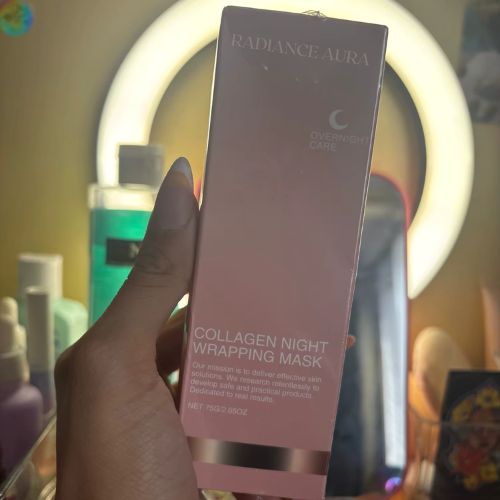 RADIANCE AURA
OVERNIGHT
CARE
COLLAGEN NIGHT
WRAPPING MASK
Our mission is to deliver effective skin
solutions. We research relentlessly to
develop safe and practical products.
Dedicated to real results.
NET 75G/2.65OZ